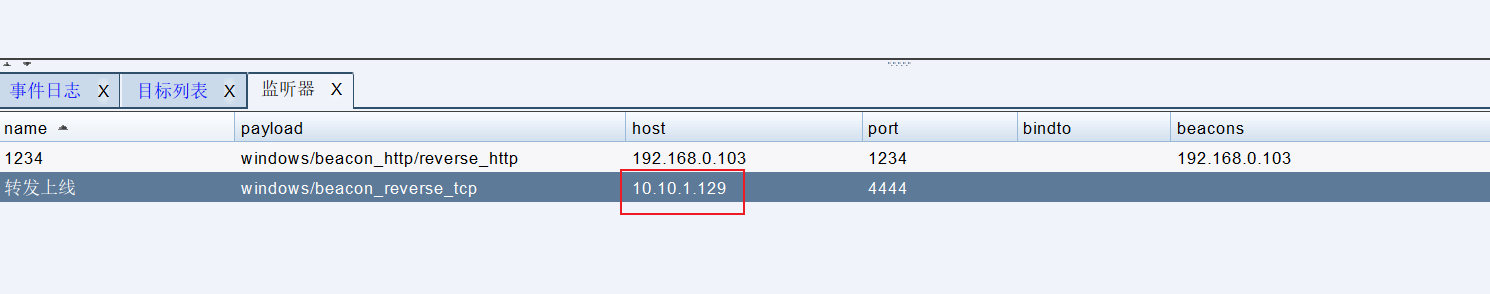 事件日志 X 目标列表 X 监听器 X
name payload host port bindto beacons
1234 windows/beacon_http/reverse_http 192.168.0.103 1234 192.168.0.103
转发上线 windows/beacon_reverse_tcp 10.10.1.129 4444